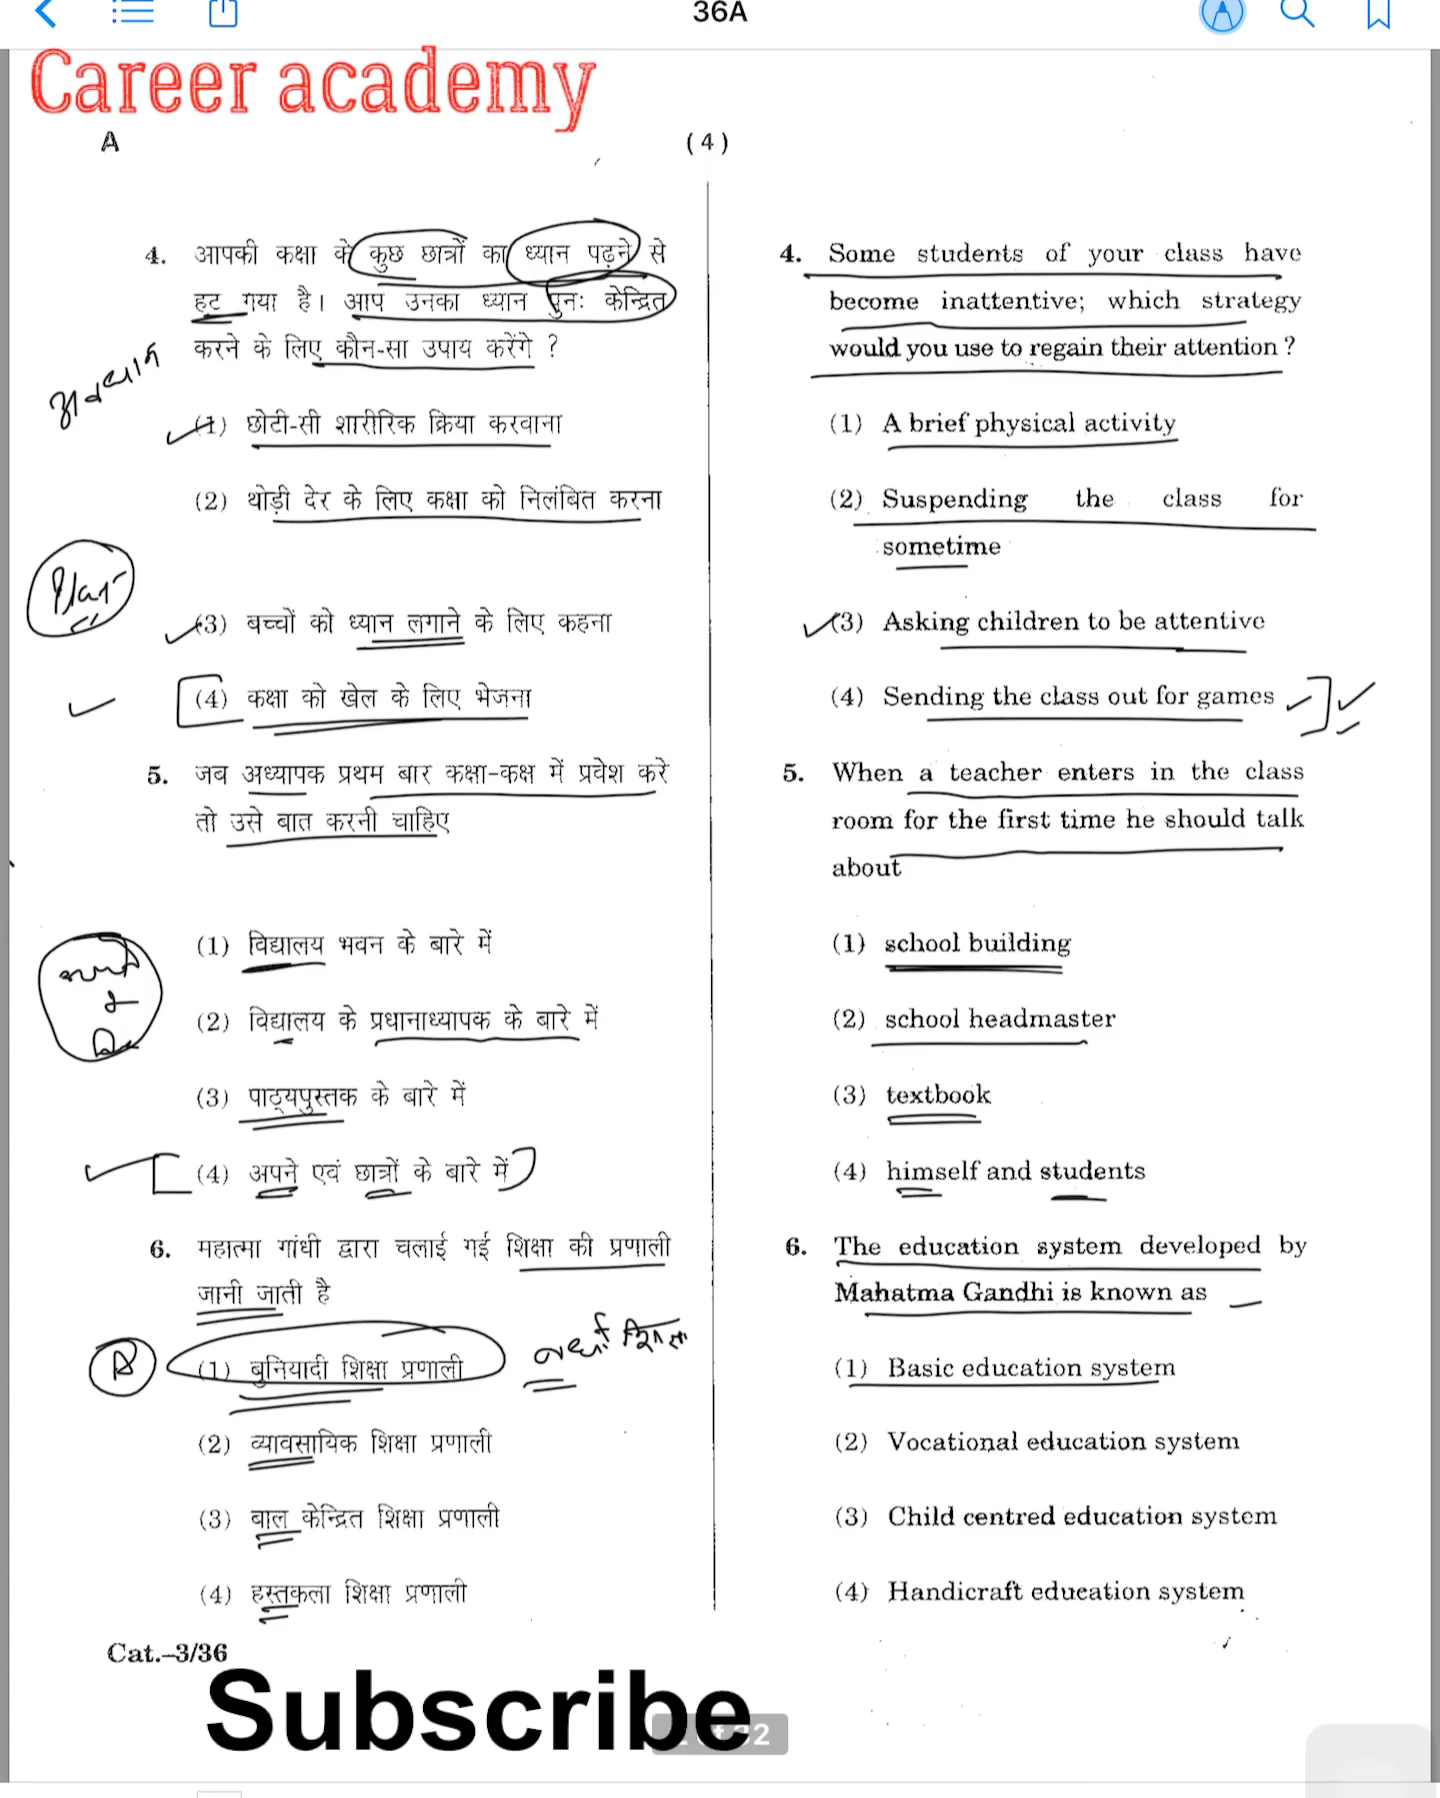 36A
Career academy
A
(4)
4. आपकी कक्षा के कुछ छात्रों का ध्यान पढ़ने से
हट गया है। आप उनका ध्यान पुनः केन्द्रित
करने के लिए कौन-सा उपाय करेंगे ?
(1) छोटी-सी शारीरिक क्रिया करवाना
(2) थोड़ी देर के लिए कक्षा को निलंबित करना
(3) बच्चों को ध्यान लगाने के लिए कहना
(4) कक्षा को खेल के लिए भेजना
5. जब अध्यापक प्रथम बार कक्षा-कक्ष में प्रवेश करे
तो उसे बात करनी चाहिए
(1) विद्यालय भवन के बारे में
(2) विद्यालय के प्रधानाध्यापक के बारे में
(3) पाठ्यपुस्तक के बारे में
(4) अपने एवं छात्रों के बारे में
6. महात्मा गांधी द्वारा चलाई गई शिक्षा की प्रणाली
जानी जाती है
(1) बुनियादी शिक्षा प्रणाली
(2) व्यावसायिक शिक्षा प्रणाली
(3) बाल केन्द्रित शिक्षा प्रणाली
(4) हस्तकला शिक्षा प्रणाली
4. Some students of your class have
become inattentive; which strategy
would you use to regain their attention ?
(1) A brief physical activity
(2) Suspending the class for
sometime
(3) Asking children to be attentive
(4) Sending the class out for games
5. When a teacher enters in the class
room for the first time he should talk
about
(1) school building
(2) school headmaster
(3) textbook
(4) himself and students
6. The education system developed by
Mahatma Gandhi is known as
(1) Basic education system
(2) Vocational education system
(3) Child centred education system
(4) Handicraft education system
Cat.–3/36
Subscribe